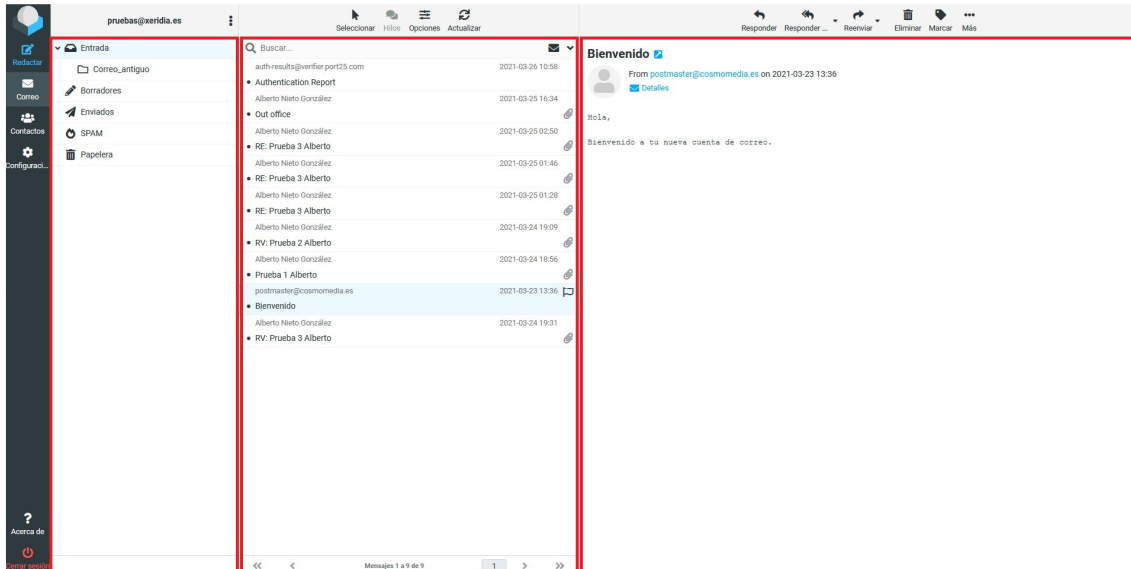 pruebas@xeridia.es
Seleccionar Hilos Opciones Actualizar
Responder Responder ... Reenviar Eliminar Marcar Más
Redactar
Correo
Contactos
Configuraci...
Acerca de
Cerrar sesión
Entrada
Correo_antiguo
Borradores
Enviados
SPAM
Papelera
Buscar...
auth-results@verifier.port25.com 2021-03-26 10:58
• Authentication Report
Alberto Nieto González 2021-03-25 16:34
• Out office
Alberto Nieto González 2021-03-25 02:50
• RE: Prueba 3 Alberto
Alberto Nieto González 2021-03-25 01:46
• RE: Prueba 3 Alberto
Alberto Nieto González 2021-03-25 01:28
• RE: Prueba 3 Alberto
Alberto Nieto González 2021-03-24 19:09
• RV: Prueba 2 Alberto
Alberto Nieto González 2021-03-24 18:56
• Prueba 1 Alberto
postmaster@cosmomedia.es 2021-03-23 13:36
• Bienvenido
Alberto Nieto González 2021-03-24 19:31
• RV: Prueba 3 Alberto
Mensajes 1 a 9 de 9 1
Bienvenido
From postmaster@cosmomedia.es on 2021-03-23 13:36
Detalles
Hola,
Bienvenido a tu nueva cuenta de correo.